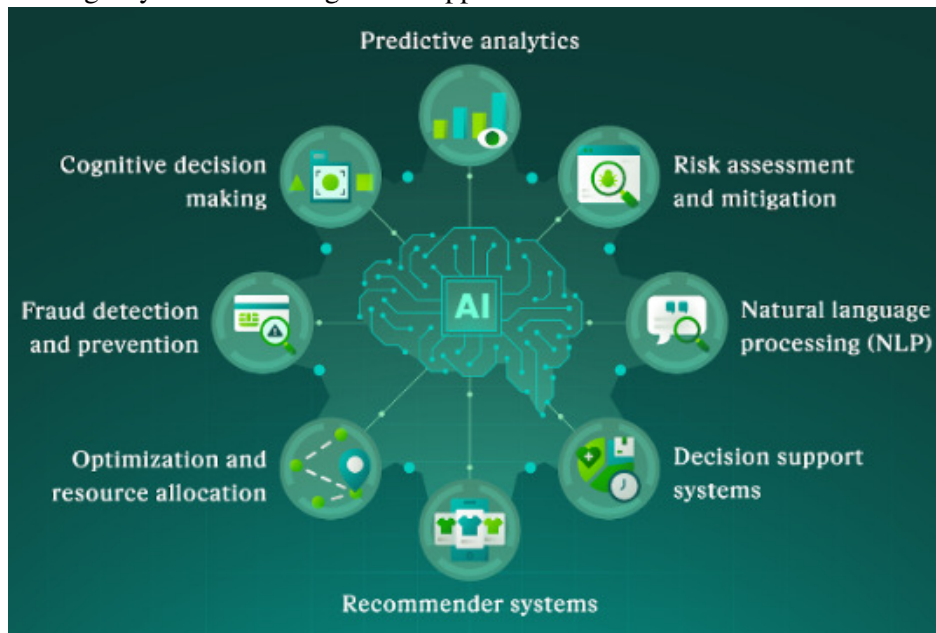 Predictive analytics
Cognitive decision
making
Risk assessment
and mitigation
Fraud detection
and prevention
AI
Natural language
processing (NLP)
Optimization and
resource allocation
Decision support
systems
Recommender systems